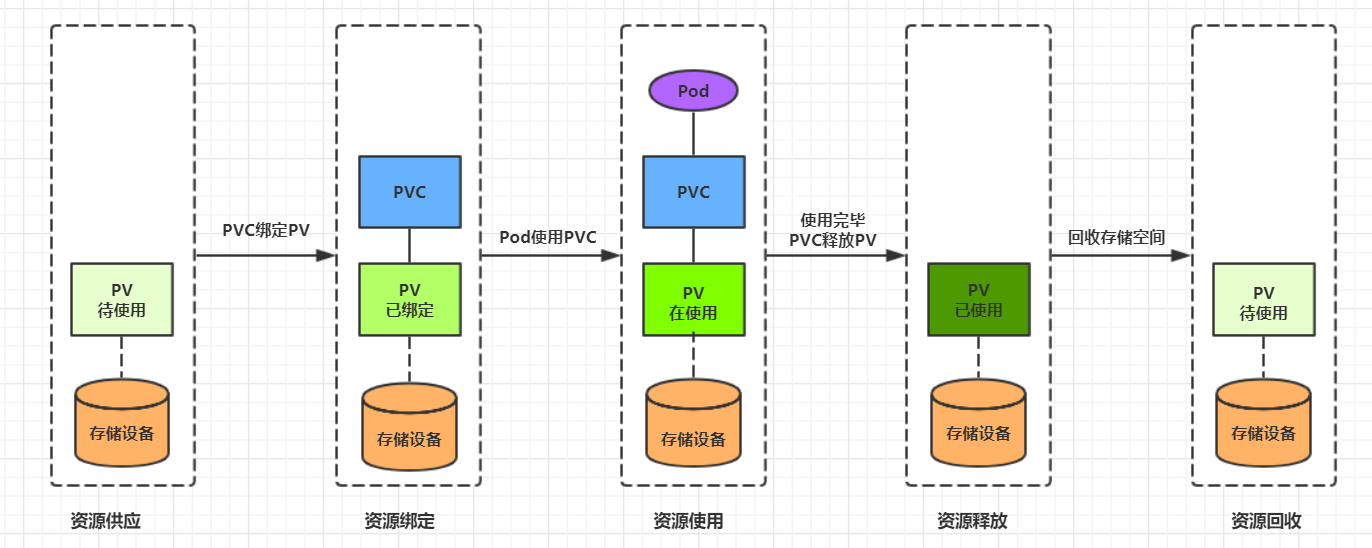 PV
待使用
存储设备
资源供应
PVC绑定PV
PVC
PV
已绑定
存储设备
资源绑定
Pod使用PVC
Pod
PVC
PV
在使用
存储设备
资源使用
使用完毕
PVC释放PV
PV
已使用
存储设备
资源释放
回收存储空间
PV
待使用
存储设备
资源回收